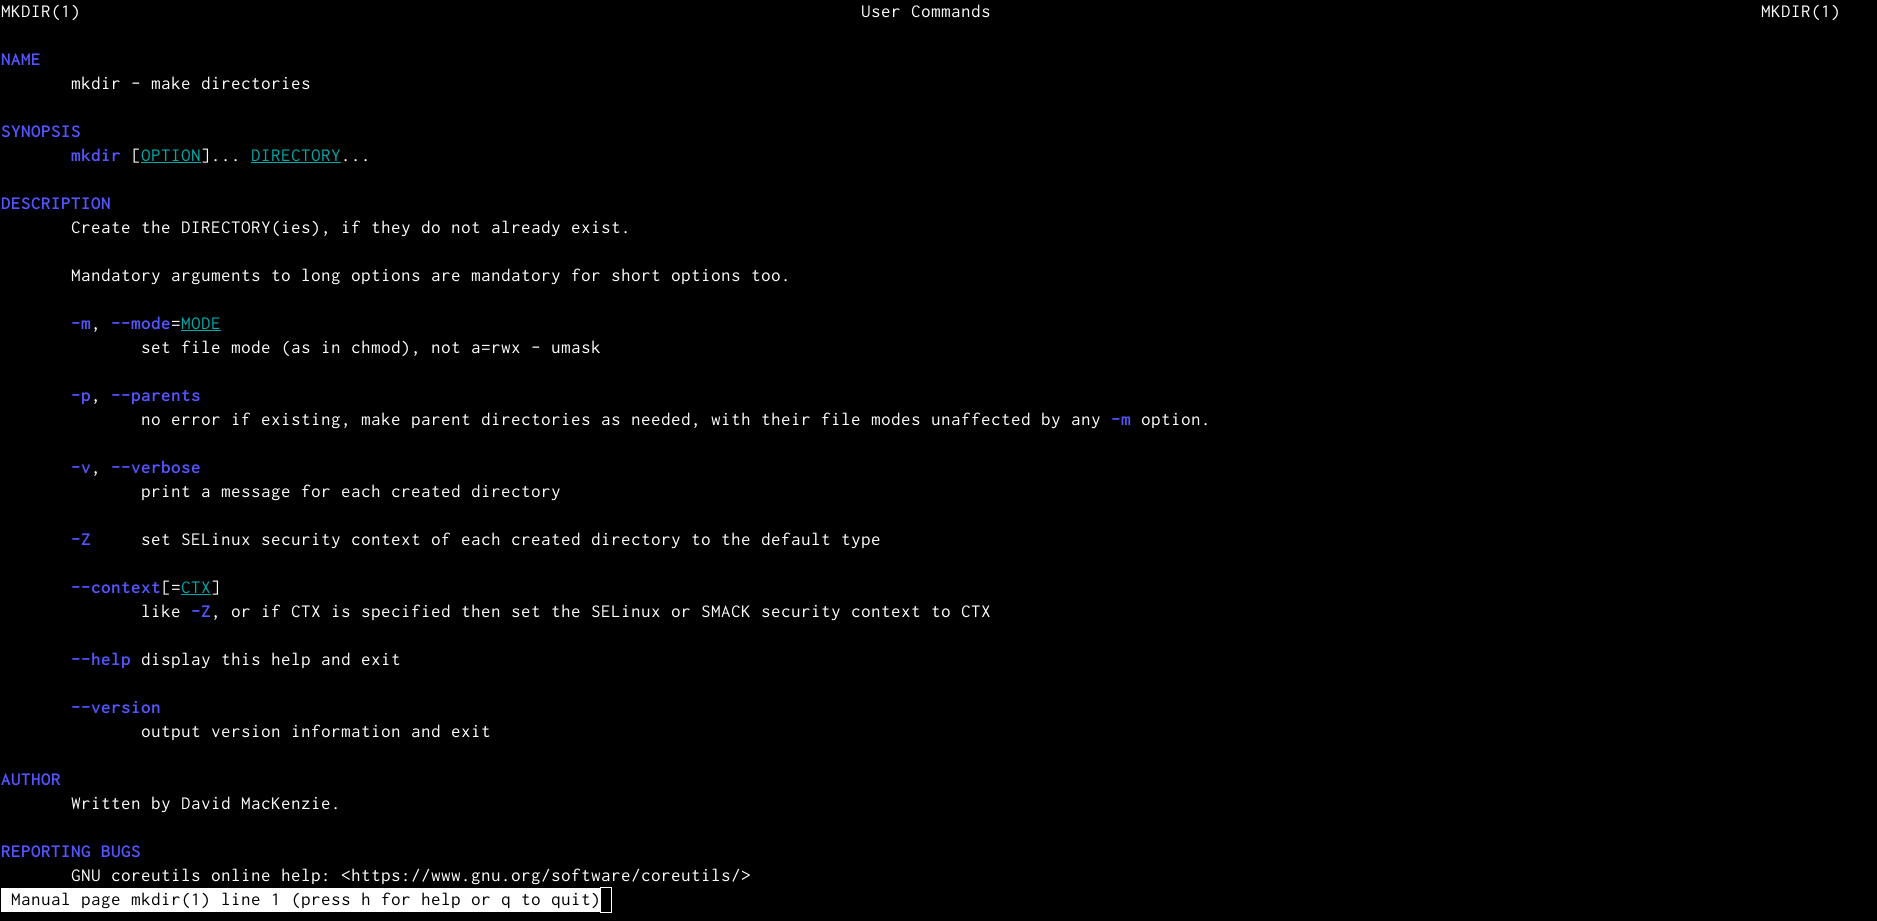 MKDIR(1) User Commands MKDIR(1)
NAME
mkdir - make directories
SYNOPSIS
mkdir [OPTION]... DIRECTORY...
DESCRIPTION
Create the DIRECTORY(ies), if they do not already exist.
Mandatory arguments to long options are mandatory for short options too.
-m, --mode=MODE
set file mode (as in chmod), not a=rwx - umask
-p, --parents
no error if existing, make parent directories as needed, with their file modes unaffected by any -m option.
-v, --verbose
print a message for each created directory
-Z set SELinux security context of each created directory to the default type
--context[=CTX]
like -Z, or if CTX is specified then set the SELinux or SMACK security context to CTX
--help display this help and exit
--version
output version information and exit
AUTHOR
Written by David MacKenzie.
REPORTING BUGS
GNU coreutils online help: <https://www.gnu.org/software/coreutils/>
Manual page mkdir(1) line 1 (press h for help or q to quit)